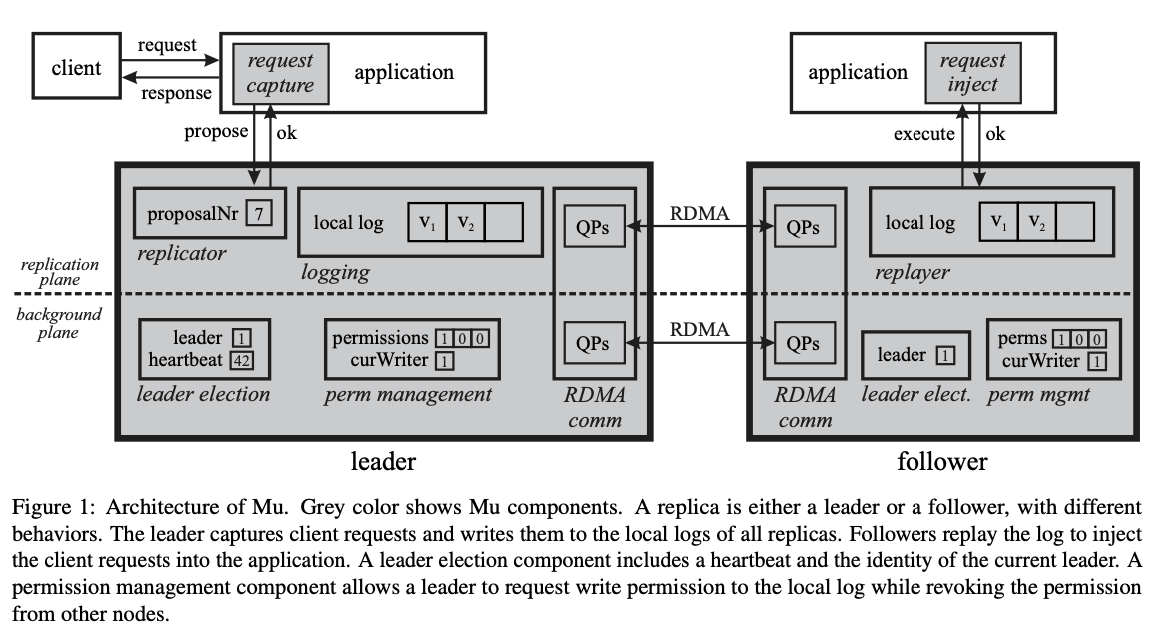 client
request
response
request
capture
application
propose
ok
proposalNr 7
replicator
local log V₁ V₂
logging
QPs
RDMA
QPs
application
request
inject
execute
ok
local log V₁ V₂
replayer
replication
plane
background
plane
leader 1
heartbeat 42
leader election
permissions 1 0 0
curWriter 1
perm management
QPs
RDMA
comm
RDMA
QPs
RDMA
comm
leader 1
leader elect.
perms 1 0 0
curWriter 1
perm mgmt
leader
follower
Figure 1: Architecture of Mu. Grey color shows Mu components. A replica is either a leader or a follower, with different
behaviors. The leader captures client requests and writes them to the local logs of all replicas. Followers replay the log to inject
the client requests into the application. A leader election component includes a heartbeat and the identity of the current leader. A
permission management component allows a leader to request write permission to the local log while revoking the permission
from other nodes.